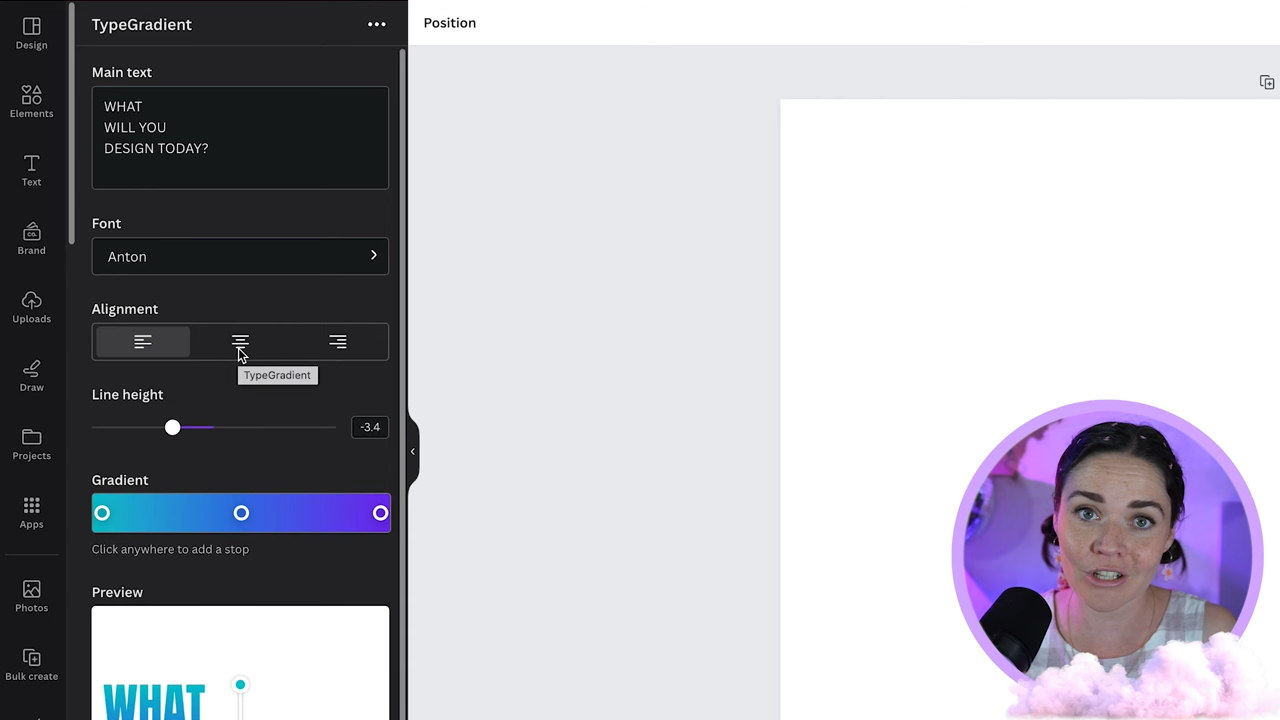 Design
Elements
Text
Brand
CO.
Uploads
Draw
Projects
Apps
Photos
Bulk create
TypeGradient
Main text
WHAT
WILL YOU
DESIGN TODAY?
Font
Anton
Alignment
TypeGradient
Line height
-3.4
Gradient
Click anywhere to add a stop
Preview
WHAT
Position